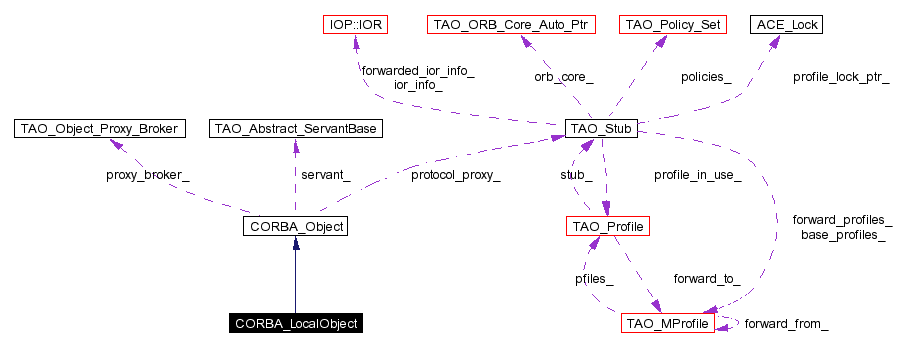 IOP::IOR
TAO_ORB_Core_Auto_Ptr
TAO_Policy_Set
ACE_Lock
forwarded_ior_info_
ior_info_
orb_core_
policies_
profile_lock_ptr_
TAO_Object_Proxy_Broker
TAO_Abstract_ServantBase
TAO_Stub
proxy_broker_
servant_
protocol_proxy_
stub_
profile_in_use_
CORBA_Object
TAO_Profile
forward_profiles_
base_profiles_
pfiles_
forward_to_
CORBA_LocalObject
TAO_MProfile
forward_from_